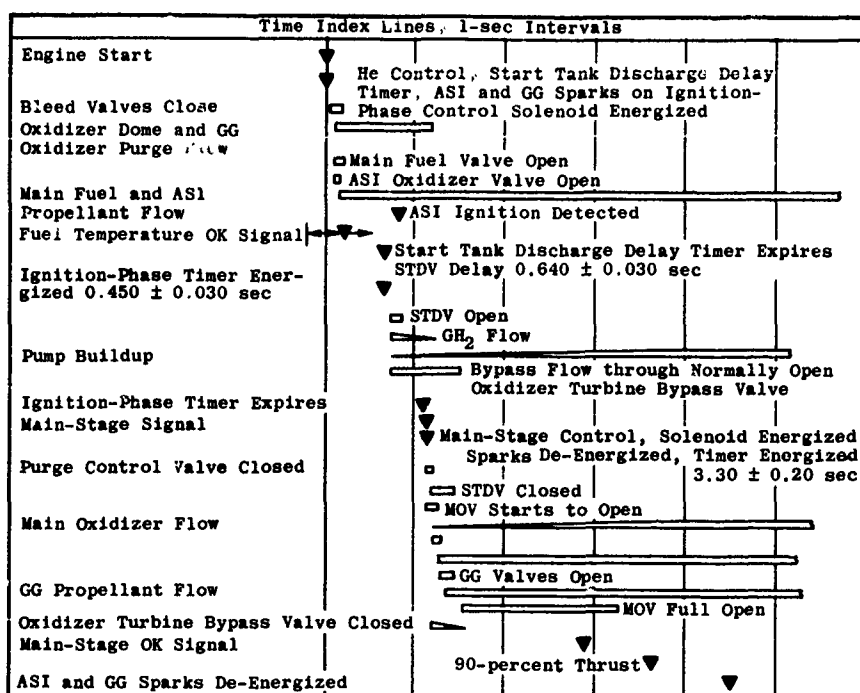 Time Index Lines, 1-sec Intervals
Engine Start
He Control, Start Tank Discharge Delay
Timer, ASI and GG Sparks on Ignition-
Phase Control Solenoid Energized
Bleed Valves Close
Oxidizer Dome and GG
Oxidizer Purge
Main Fuel Valve Open
ASI Oxidizer Valve Open
Main Fuel and ASI
Propellant Flow
ASI Ignition Detected
Fuel Temperature OK Signal
Start Tank Discharge Delay Timer Expires
STDV Delay 0.640 ± 0.030 sec
Ignition-Phase Timer Ener-
gized 0.450 ± 0.030 sec
STDV Open
GH2 Flow
Pump Buildup
Bypass Flow through Normally Open
Oxidizer Turbine Bypass Valve
Ignition-Phase Timer Expires
Main-Stage Signal
Main-Stage Control, Solenoid Energized
Sparks De-Energized, Timer Energized
3.30 ± 0.20 sec
Purge Control Valve Closed
STDV Closed
MOV Starts to Open
Main Oxidizer Flow
GG Valves Open
GG Propellant Flow
MOV Full Open
Oxidizer Turbine Bypass Valve Closed
Main-Stage OK Signal
90-percent Thrust
ASI and GG Sparks De-Energized